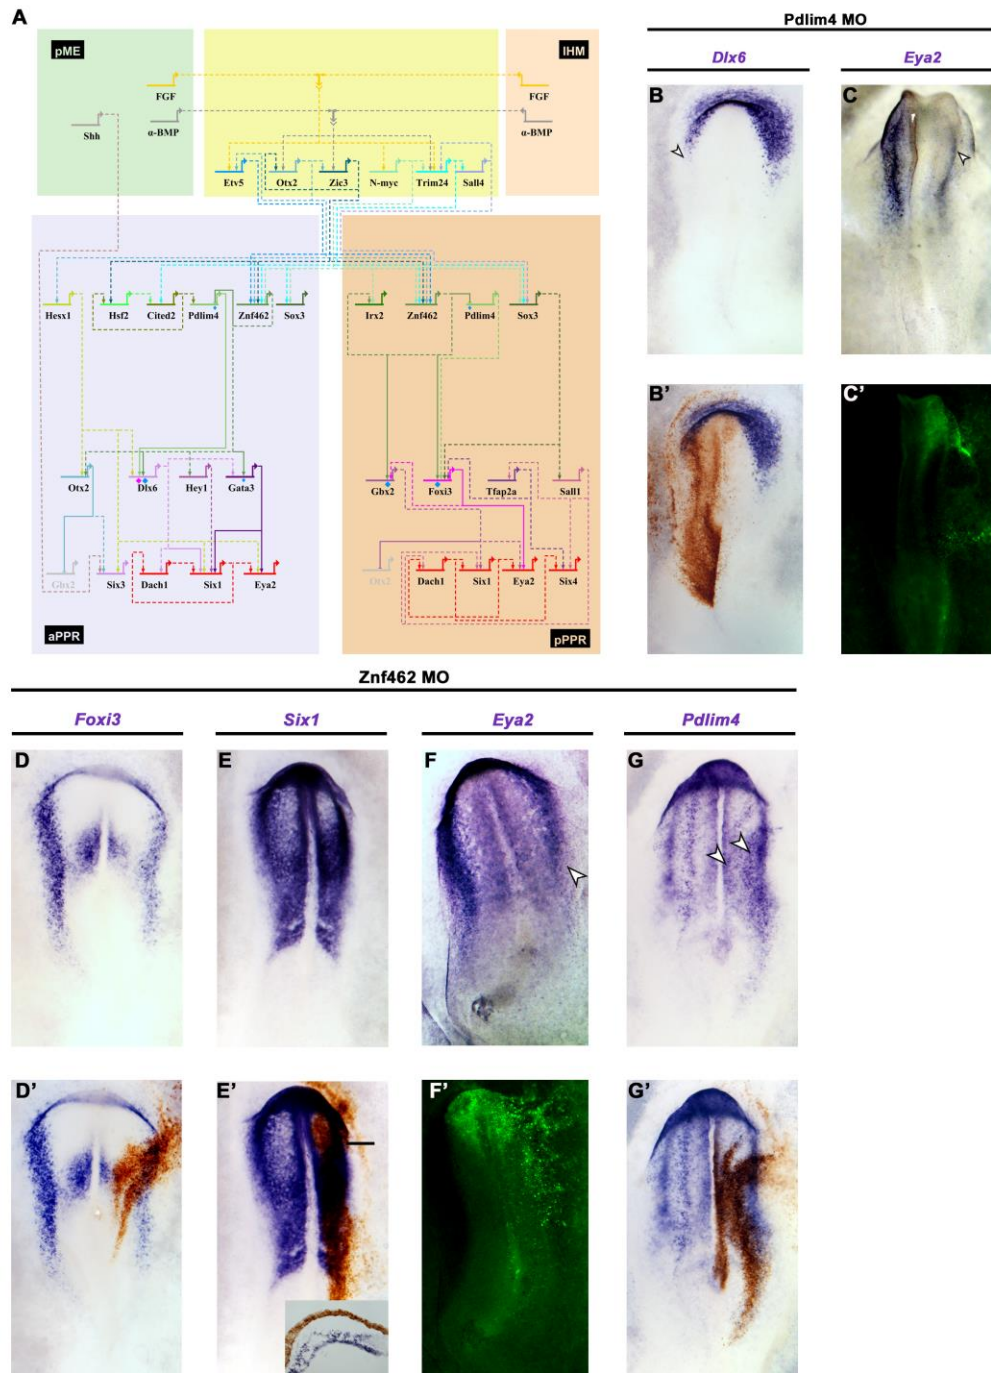 A
pME
IHM
FGF
FGF
Shh
α-BMP
α-BMP
Etv5
Otx2
Zic3
N-myc
Trim24
Sall4
Hesx1
Hsf2
Cited2
Pdlim4
Znf462
Sox3
Irx2
Znf462
Pdlim4
Sox3
Otx2
Dlx6
Hey1
Gata3
Gbx2
Foxi3
Tfap2a
Sall1
Gbx2
Six3
Dach1
Six1
Eya2
Otx2
Dach1
Six1
Eya2
Six4
aPPR
pPPR
Pdlim4 MO
Dlx6
Eya2
B
C
B’
C’
Znf462 MO
Foxi3
Six1
Eya2
Pdlim4
D
E
F
G
D’
E’
F’
G’